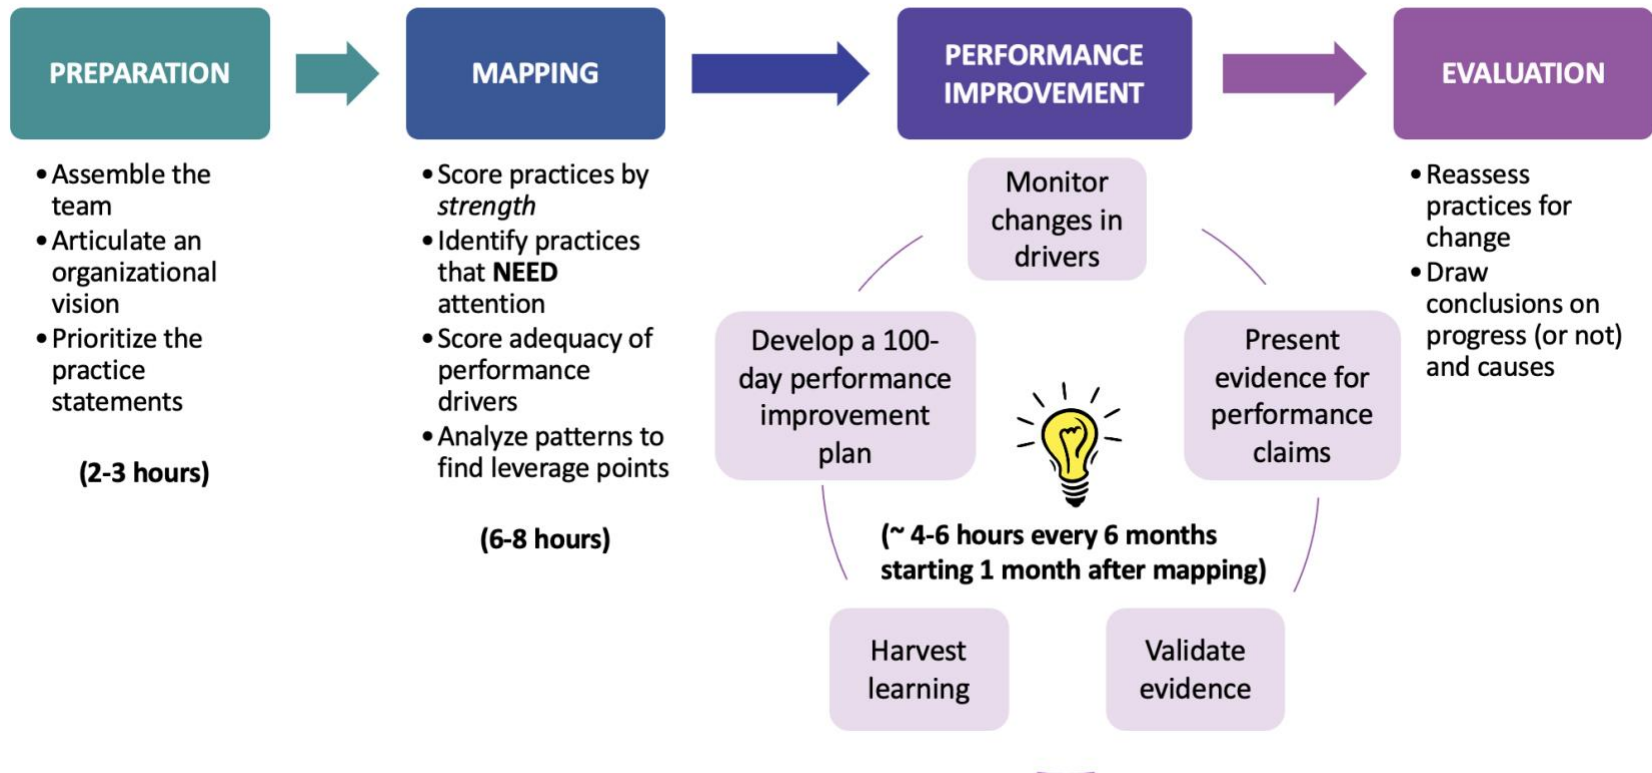 PREPARATION
• Assemble the
team
• Articulate an
organizational
vision
• Prioritize the
practice
statements
(2-3 hours)
MAPPING
• Score practices by
strength
• Identify practices
that NEED
attention
• Score adequacy of
performance
drivers
• Analyze patterns to
find leverage points
(6-8 hours)
PERFORMANCE
IMPROVEMENT
Monitor
changes in
drivers
Present
evidence for
performance
claims
Validate
evidence
Harvest
learning
Develop a 100-
day performance
improvement
plan
(~ 4-6 hours every 6 months
starting 1 month after mapping)
EVALUATION
• Reassess
practices for
change
• Draw
conclusions on
progress (or not)
and causes